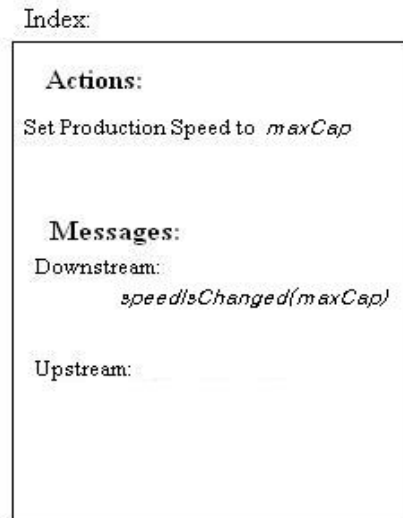 Index:
Actions:
Set Production Speed to maxCap
Messages:
Downstream:
speedIsChanged(maxCap)
Upstream: